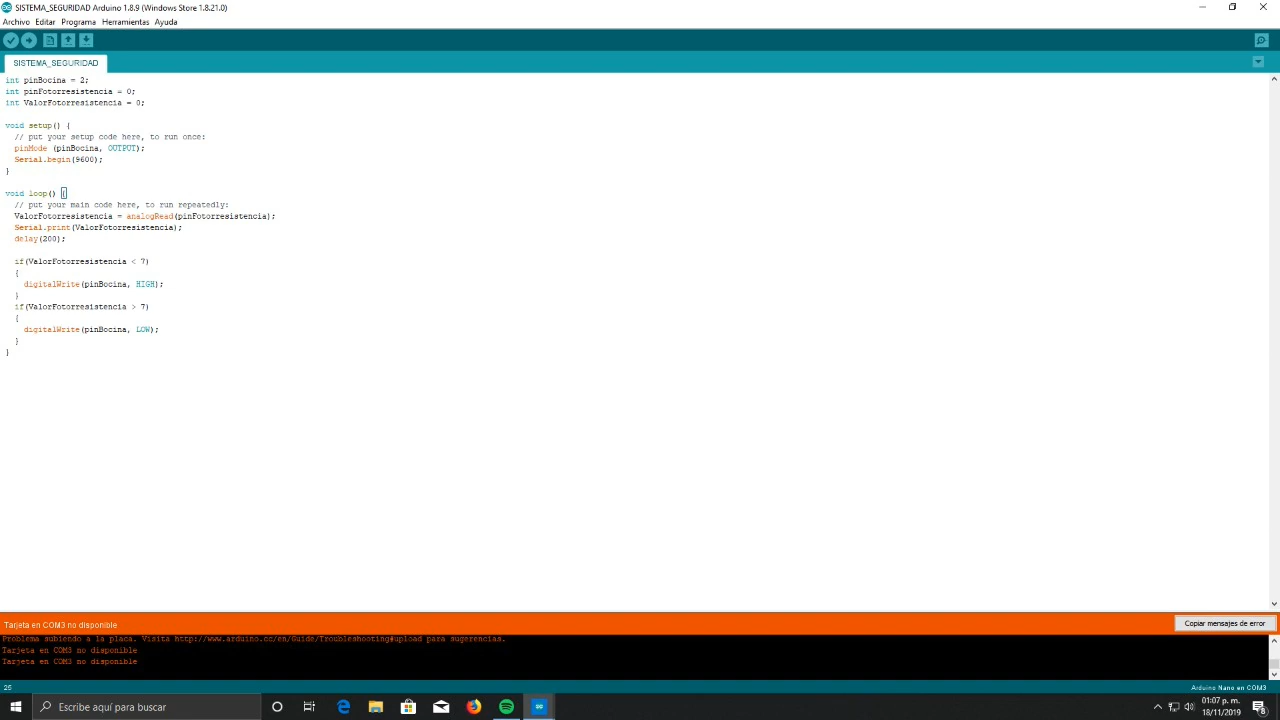 SISTEMA_SEGURIDAD Arduino 1.8.9 (Windows Store 1.8.21.0)
Archivo Editar Programa Herramientas Ayuda
SISTEMA_SEGURIDAD
int pinBocina = 2;
int pinFotorresistencia = 0;
int ValorFotorresistencia = 0;
void setup() {
// put your setup code here, to run once:
pinMode (pinBocina, OUTPUT);
Serial.begin(9600);
}
void loop() {
// put your main code here, to run repeatedly:
ValorFotorresistencia = analogRead(pinFotorresistencia);
Serial.print(ValorFotorresistencia);
delay(200);
if(ValorFotorresistencia < 7)
{
digitalWrite(pinBocina, HIGH);
}
if(ValorFotorresistencia > 7)
{
digitalWrite(pinBocina, LOW);
}
}
Tarjeta en COM3 no disponible
Copiar mensajes de error
Problema subiendo a la placa. Visita http://www.arduino.cc/en/Guide/Troubleshooting#upload para sugerencias.
Tarjeta en COM3 no disponible
Tarjeta en COM3 no disponible
25
Arduino Nano en COM3
Escribe aquí para buscar
01:07 p. m.
18/11/2019
8